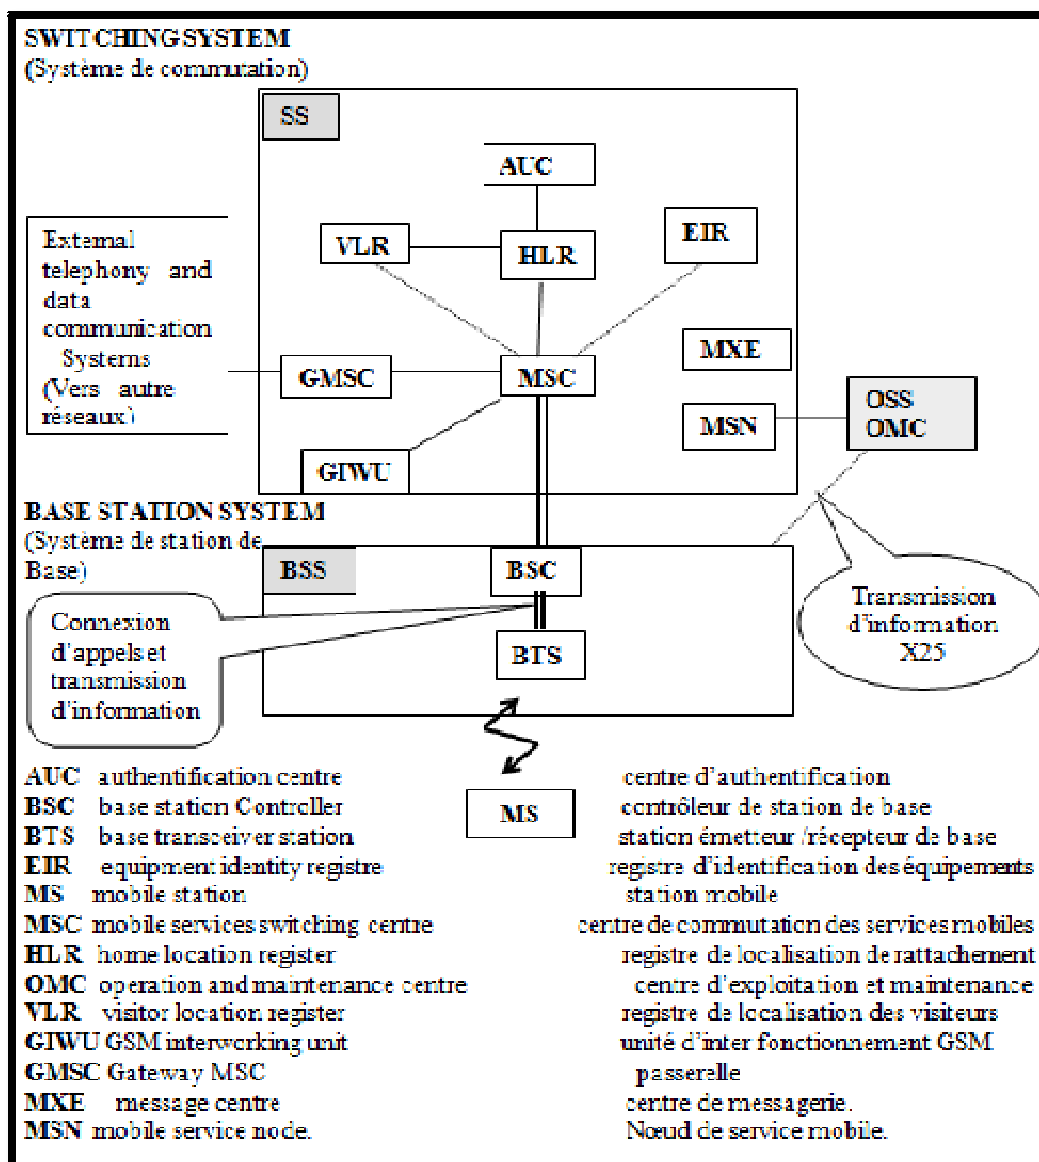 SWITCHING SYSTEM
(Système de commutation)
SS
AUC
VLR
HLR
EIR
External
telephony and
data
communication
Systems
(Vers autre
réseaux)
GMSC
MSC
MXE
MSN
OSS
OMC
GIWU
BASE STATION SYSTEM
(Système de station de
Base)
BSS
BSC
BTS
Connexion
d'appels et
transmission
d'information
Transmission
d'information
X25
MS
AUC authentification centre centre d'authentification
BSC base station Controller contrôleur de station de base
BTS base transceiver station station émetteur /récepteur de base
EIR equipment identity registre registre d'identification des équipements
MS mobile station station mobile
MSC mobile services switching centre centre de commutation des services mobiles
HLR home location register registre de localisation de rattachement
OMC operation and maintenance centre centre d'exploitation et maintenance
VLR visitor location register registre de localisation des visiteurs
GIWU GSM interworking unit unité d'inter fonctionnement GSM
GMSC Gateway MSC passerelle
MXE message centre centre de messagerie.
MSN mobile service node. Nœud de service mobile.